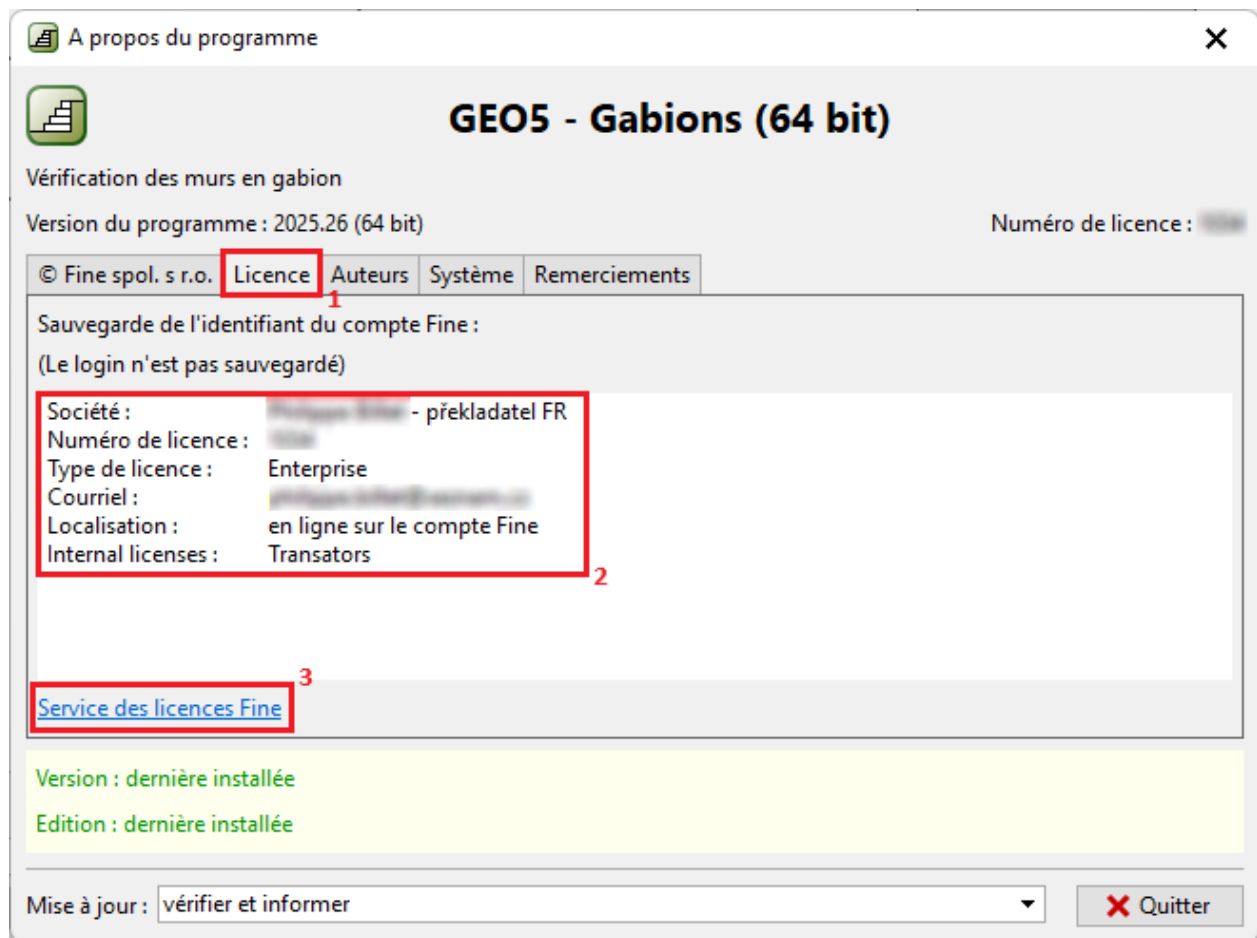 A propos du programme
GEO5 - Gabions (64 bit)
Vérification des murs en gabion
Version du programme : 2025.26 (64 bit)
Numéro de licence :
© Fine spol. s r.o. Licence Auteurs Système Remerciements
1
Sauvegarde de l'identifiant du compte Fine :
(Le login n'est pas sauvegardé)
Société : - překladatel FR
Numéro de licence :
Type de licence : Enterprise
Courriel :
Localisation : en ligne sur le compte Fine
Internal licenses : Transators
2
3
Service des licences Fine
Version : dernière installée
Edition : dernière installée
Mise à jour : vérifier et informer
Quitter